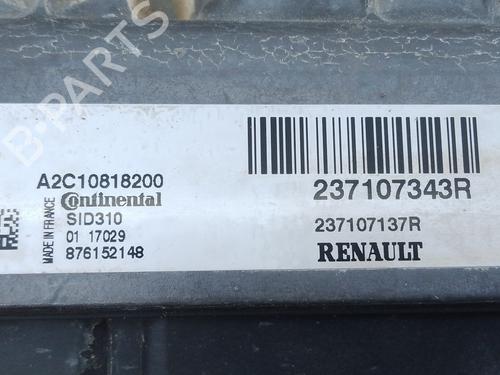 B-PARTS
A2C10818200
Continental
SID310
01 17029
876152148
MADE IN FRANCE
237107343R
237107137R
RENAULT